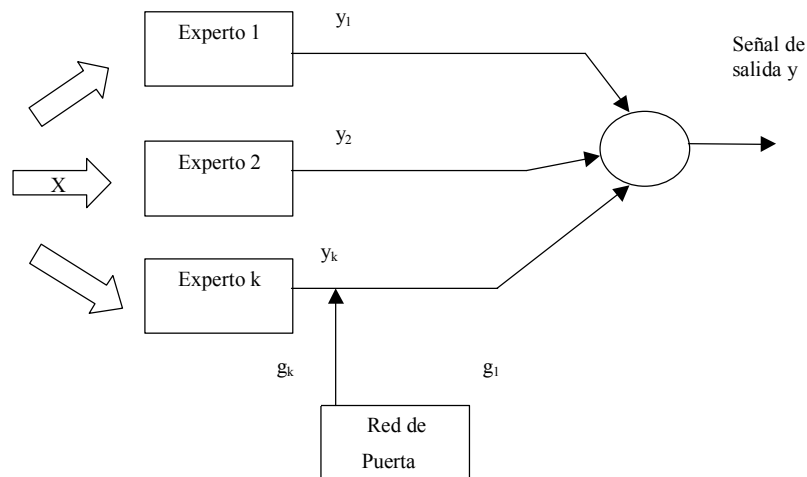 Experto 1
y₁
Señal de
salida y
Experto 2
y₂
X
Experto k
yₖ
gₖ
g₁
Red de
Puerta